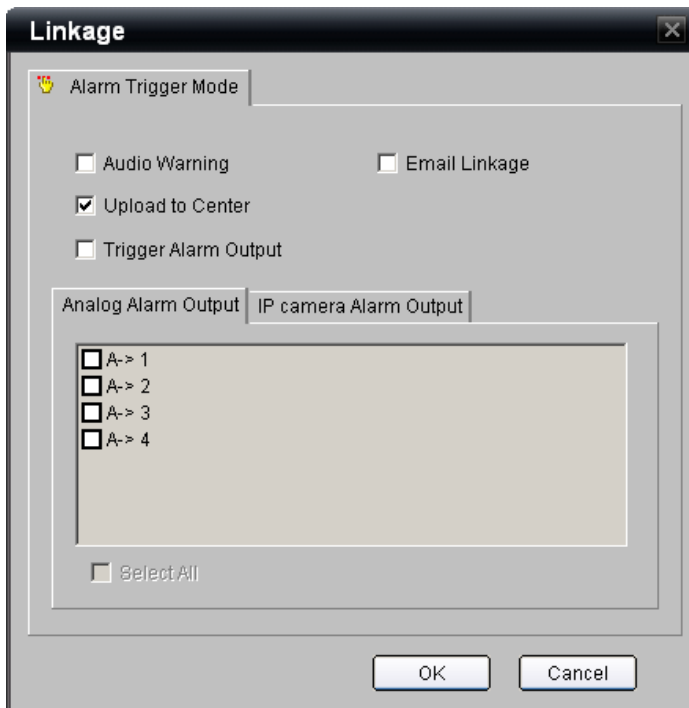 Linkage
Alarm Trigger Mode
Audio Warning Email Linkage
Upload to Center
Trigger Alarm Output
Analog Alarm Output IP camera Alarm Output
A-> 1
A-> 2
A-> 3
A-> 4
Select All
OK Cancel